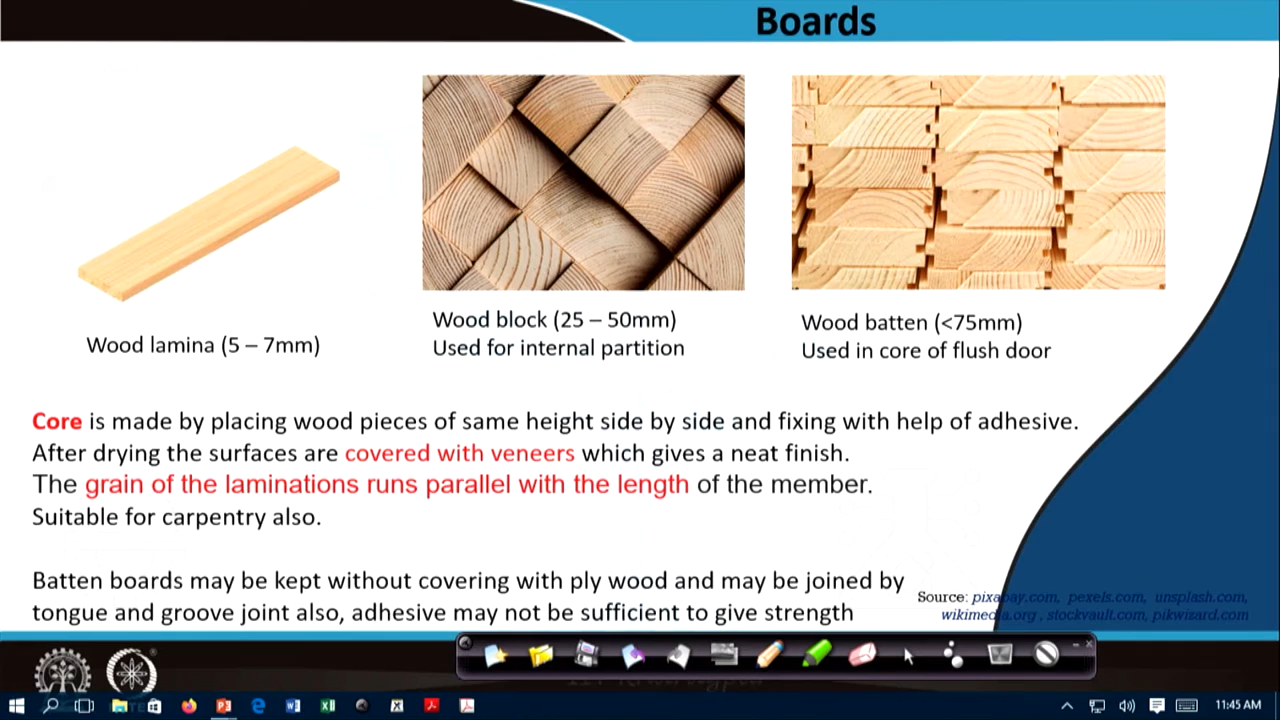 Boards
Wood lamina (5 – 7mm)
Wood block (25 – 50mm)
Used for internal partition
Wood batten (<75mm)
Used in core of flush door
Core is made by placing wood pieces of same height side by side and fixing with help of adhesive.
After drying the surfaces are covered with veneers which gives a neat finish.
The grain of the laminations runs parallel with the length of the member.
Suitable for carpentry also.
Batten boards may be kept without covering with ply wood and may be joined by
tongue and groove joint also, adhesive may not be sufficient to give strength
Source: pixabay.com, pexels.com, unsplash.com,
wikimedia.org , stockvault.com, pikwizard.com
11:45 AM